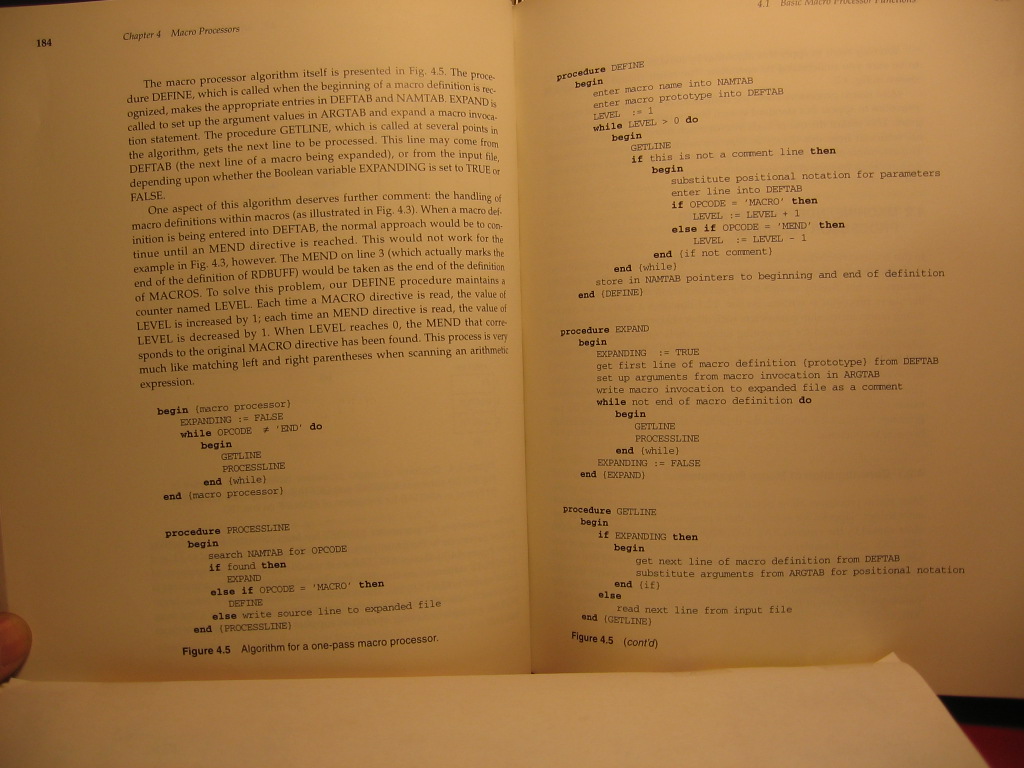 184
Chapter 4 Macro Processors
The macro processor algorithm itself is presented in Fig. 4.5. The proce-
dure DEFINE, which is called when the beginning of a macro definition is rec-
ognized, makes the appropriate entries in DEFTAB and NAMTAB. EXPAND is
called to set up the argument values in ARGTAB and expand a macro invoca-
tion statement. The procedure GETLINE, which is called at several points in
the algorithm, gets the next line to be processed. This line may come from
DEFTAB (the next line of a macro being expanded), or from the input file,
depending upon whether the Boolean variable EXPANDING is set to TRUE or
FALSE.
One aspect of this algorithm deserves further comment: the handling of
macro definitions within macros (as illustrated in Fig. 4.3). When a macro def-
inition is being entered into DEFTAB, the normal approach would be to con-
tinue until an MEND directive is reached. This would not work for the
example in Fig. 4.3, however. The MEND on line 3 (which actually marks the
end of the definition of RDBUFF) would be taken as the end of the definition
of MACROS. To solve this problem, our DEFINE procedure maintains a
counter named LEVEL. Each time a MACRO directive is read, the value of
LEVEL is increased by 1; each time an MEND directive is read, the value of
LEVEL is decreased by 1. When LEVEL reaches 0, the MEND that corre-
sponds to the original MACRO directive has been found. This process is very
much like matching left and right parentheses when scanning an arithmetic
expression.
begin {macro processor}
EXPANDING := FALSE
while OPCODE ≠ 'END' do
begin
GETLINE
PROCESSLINE
end {while}
end {macro processor}
procedure PROCESSLINE
begin
search NAMTAB for OPCODE
if found then
EXPAND
else if OPCODE = 'MACRO' then
DEFINE
else write source line to expanded file
end {PROCESSLINE}
Figure 4.5 Algorithm for a one-pass macro processor.
4.1 Basic Macro Processor Functions
procedure DEFINE
begin
enter macro name into NAMTAB
enter macro prototype into DEFTAB
LEVEL := 1
while LEVEL > 0 do
begin
GETLINE
if this is not a comment line then
begin
substitute positional notation for parameters
enter line into DEFTAB
if OPCODE = 'MACRO' then
LEVEL := LEVEL + 1
else if OPCODE = 'MEND' then
LEVEL := LEVEL - 1
end {if not comment}
end {while}
store in NAMTAB pointers to beginning and end of definition
end {DEFINE}
procedure EXPAND
begin
EXPANDING := TRUE
get first line of macro definition {prototype} from DEFTAB
set up arguments from macro invocation in ARGTAB
write macro invocation to expanded file as a comment
while not end of macro definition do
begin
GETLINE
PROCESSLINE
end {while}
EXPANDING := FALSE
end {EXPAND}
procedure GETLINE
begin
if EXPANDING then
begin
get next line of macro definition from DEFTAB
substitute arguments from ARGTAB for positional notation
end {if}
else
read next line from input file
end {GETLINE}
Figure 4.5 (cont'd)